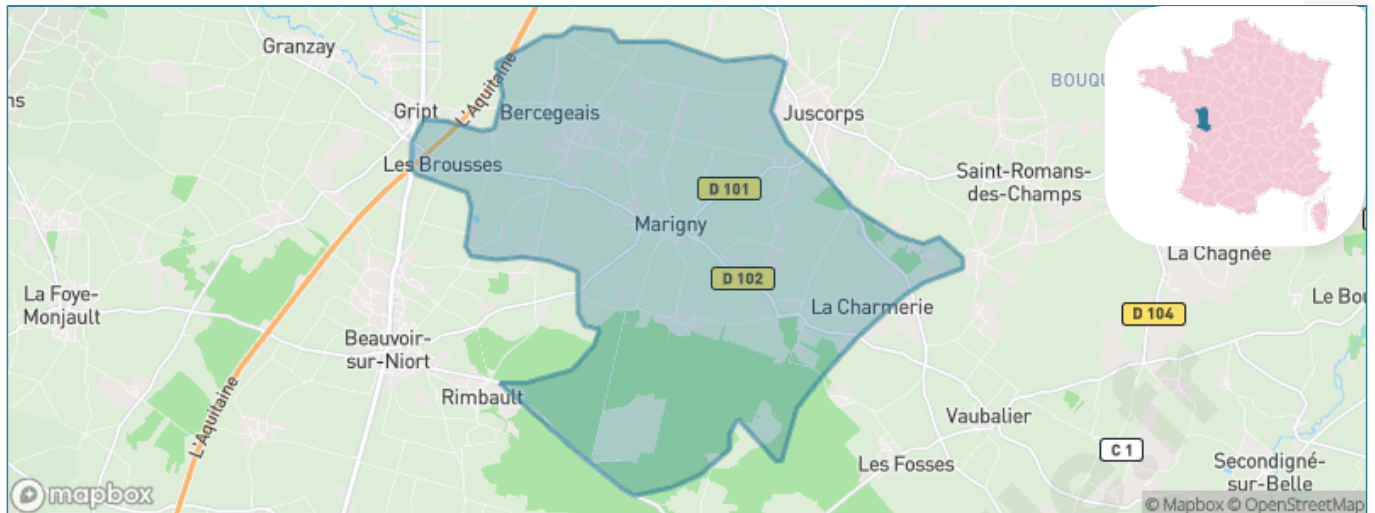 Granzay
BOUQU
ns
Gript
L'Aquitaine
Bercegeais
Juscorps
Les Brousses
Saint-Romans-
des-Champs
D 101
Marigny
La Chagnée
D 102
La Foye-
Monjault
La Charmerie
Le Bou
D 104
Beauvoir-
sur-Niort
Rimbault
L'Aquitaine
Vaubalier
C 1
Les Fosses
Secondigné-
sur-Belle
mapbox
© Mapbox © OpenStreetMap